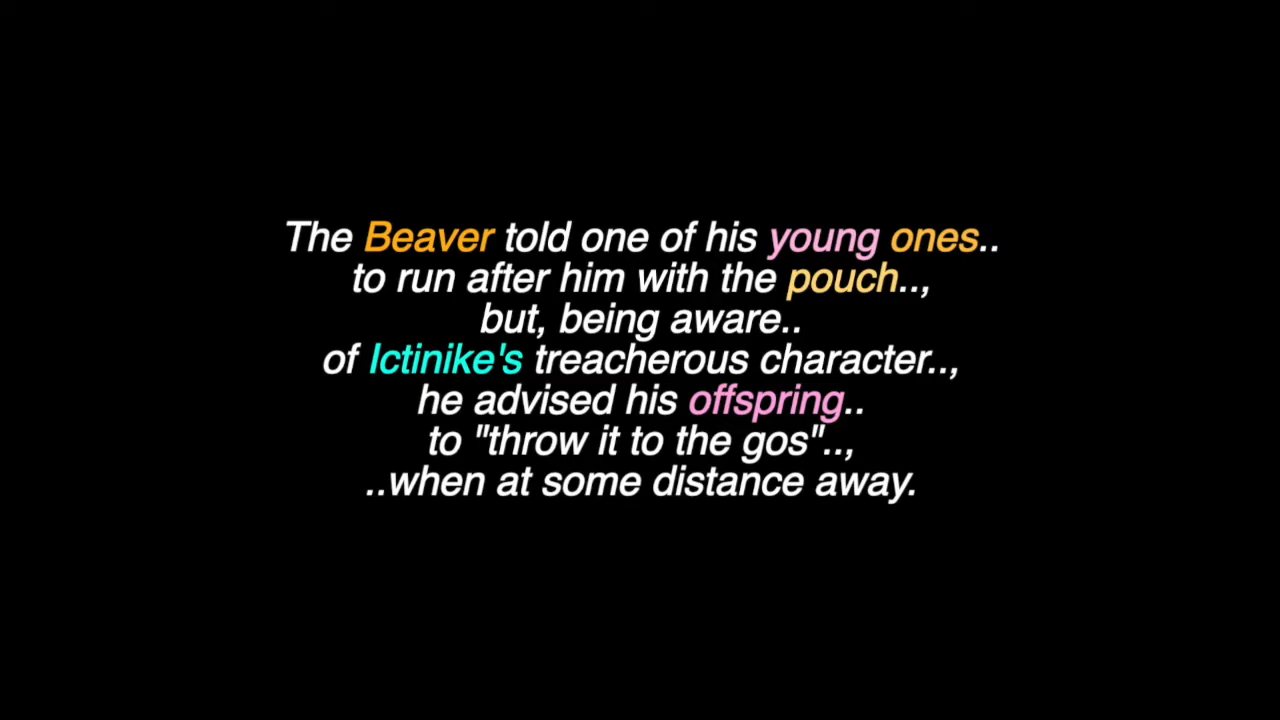 The Beaver told one of his young ones..
to run after him with the pouch..,
but, being aware..
of Ictinike's treacherous character..,
he advised his offspring..
to "throw it to the gos"..,
..when at some distance away.